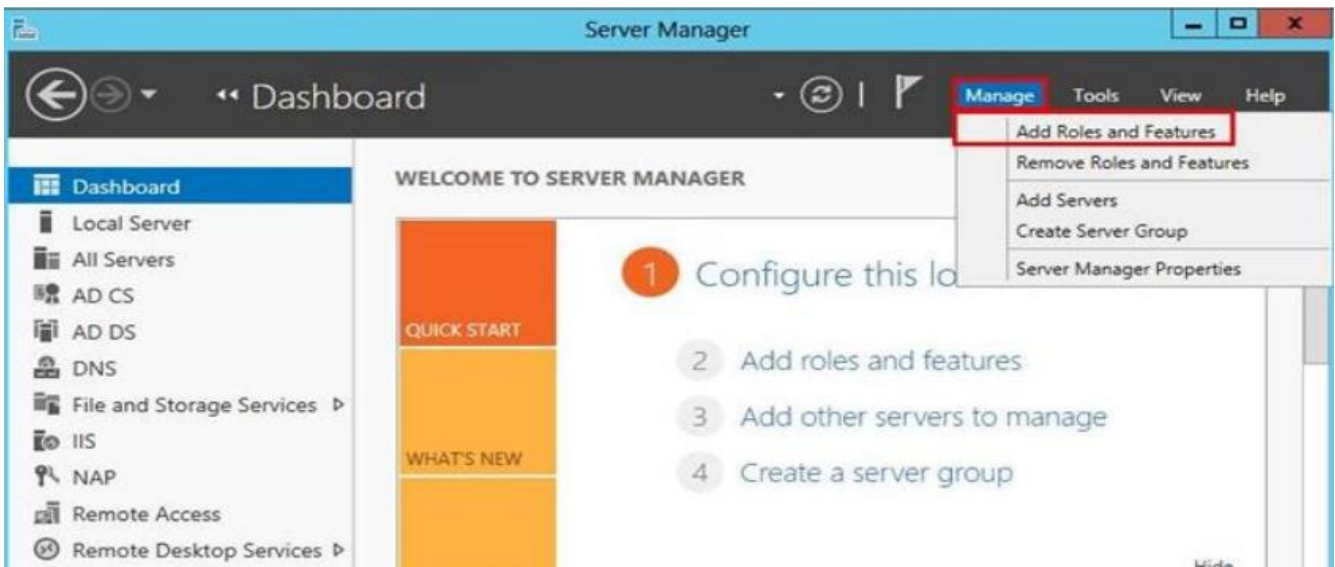 Server Manager
Dashboard
Manage Tools View Help
Add Roles and Features
Remove Roles and Features
Add Servers
Create Server Group
Server Manager Properties
Dashboard
Local Server
All Servers
AD CS
AD DS
DNS
File and Storage Services
IIS
NAP
Remote Access
Remote Desktop Services
WELCOME TO SERVER MANAGER
QUICK START
WHAT'S NEW
1 Configure this lo
2 Add roles and features
3 Add other servers to manage
4 Create a server group
Hide